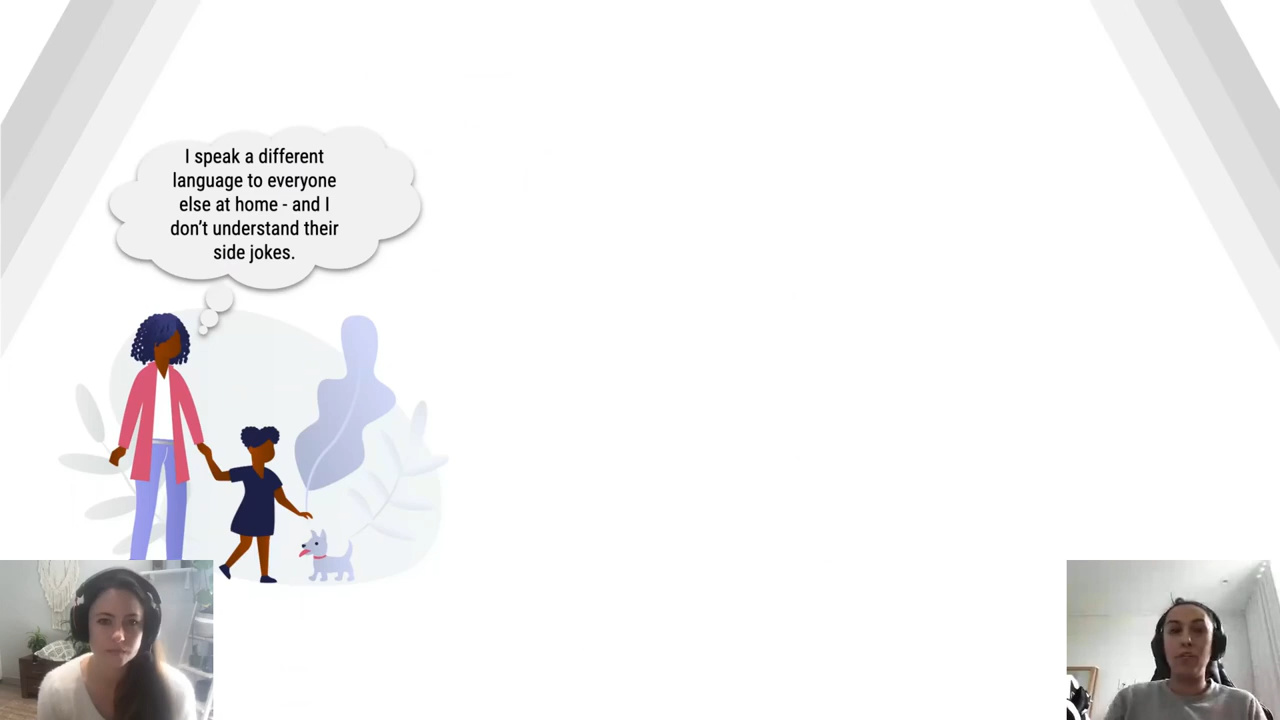 I speak a different
language to everyone
else at home - and I
don't understand their
side jokes.